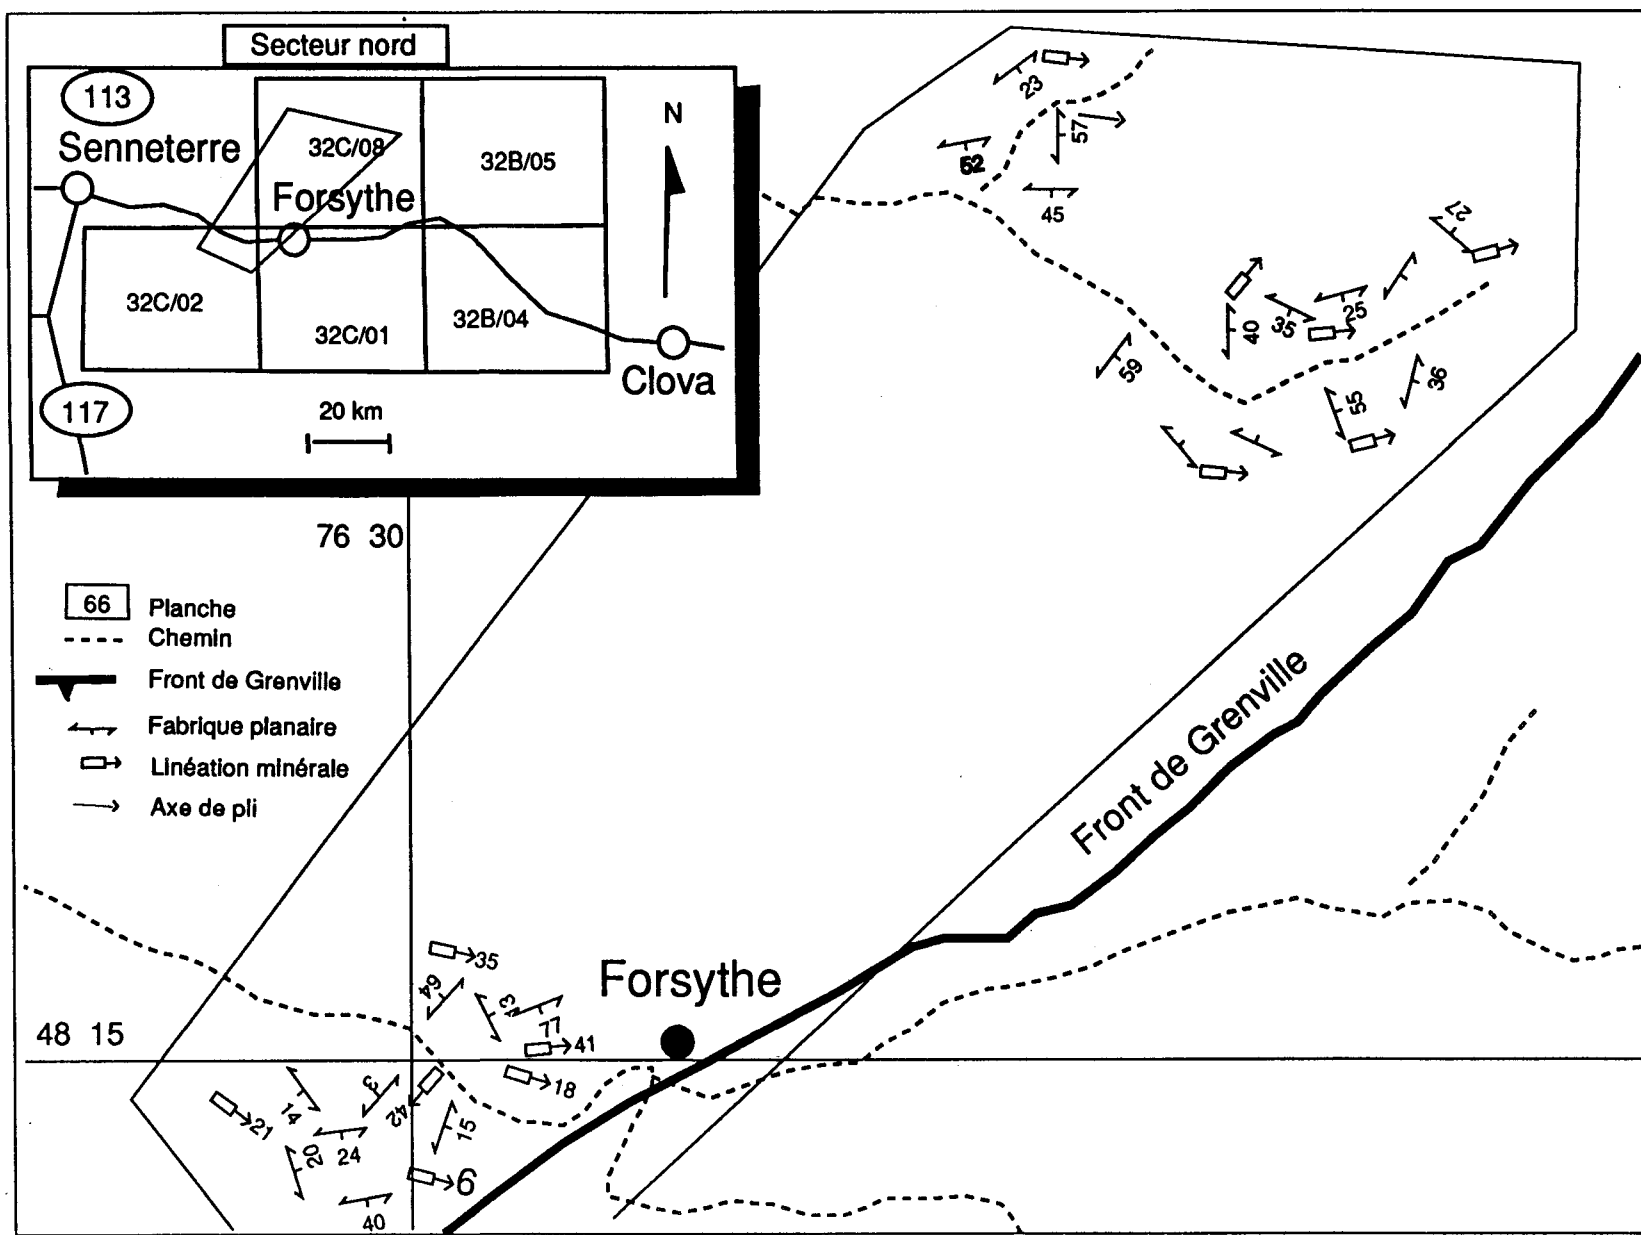 Secteur nord
113
Senneterre
32C/08
32B/05
N
Forsythe
32C/02
32C/01
32B/04
Clova
117
20 km
76 30
66 Planche
Chemin
Front de Grenville
Fabrique planaire
Linéation minérale
Axe de pli
23
57
52
45
27
40
35
25
59
55
36
Front de Grenville
35
64
43
77
41
Forsythe
48 15
18
21
14
3
42
15
20
24
6
40